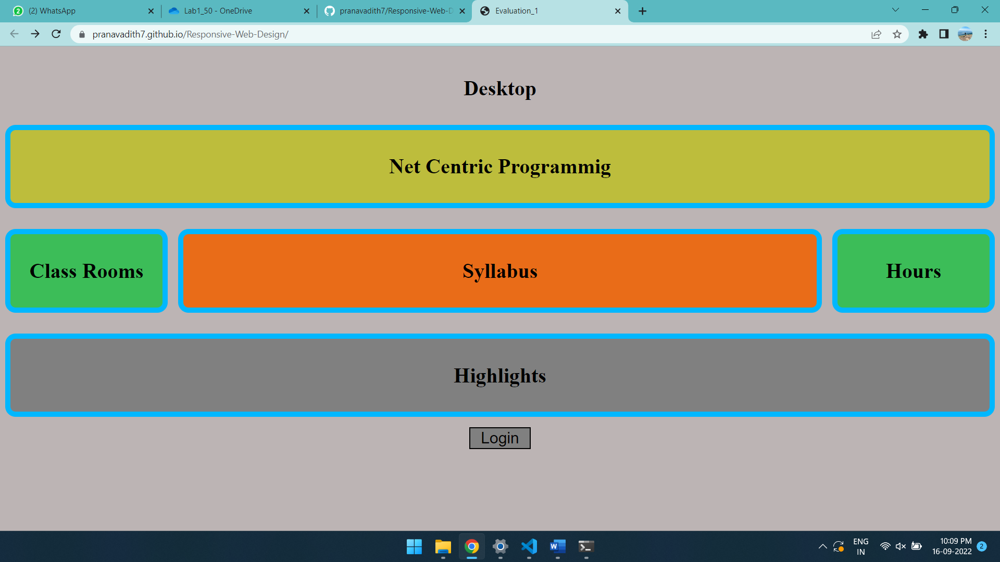 (2) WhatsApp
Lab1_50 - OneDrive
pranavadith7/Responsive-Web-D
Evaluation_1
pranavadith7.github.io/Responsive-Web-Design/
Desktop
Net Centric Programmig
Class Rooms
Syllabus
Hours
Highlights
Login
ENG
IN
10:09 PM
16-09-2022
2